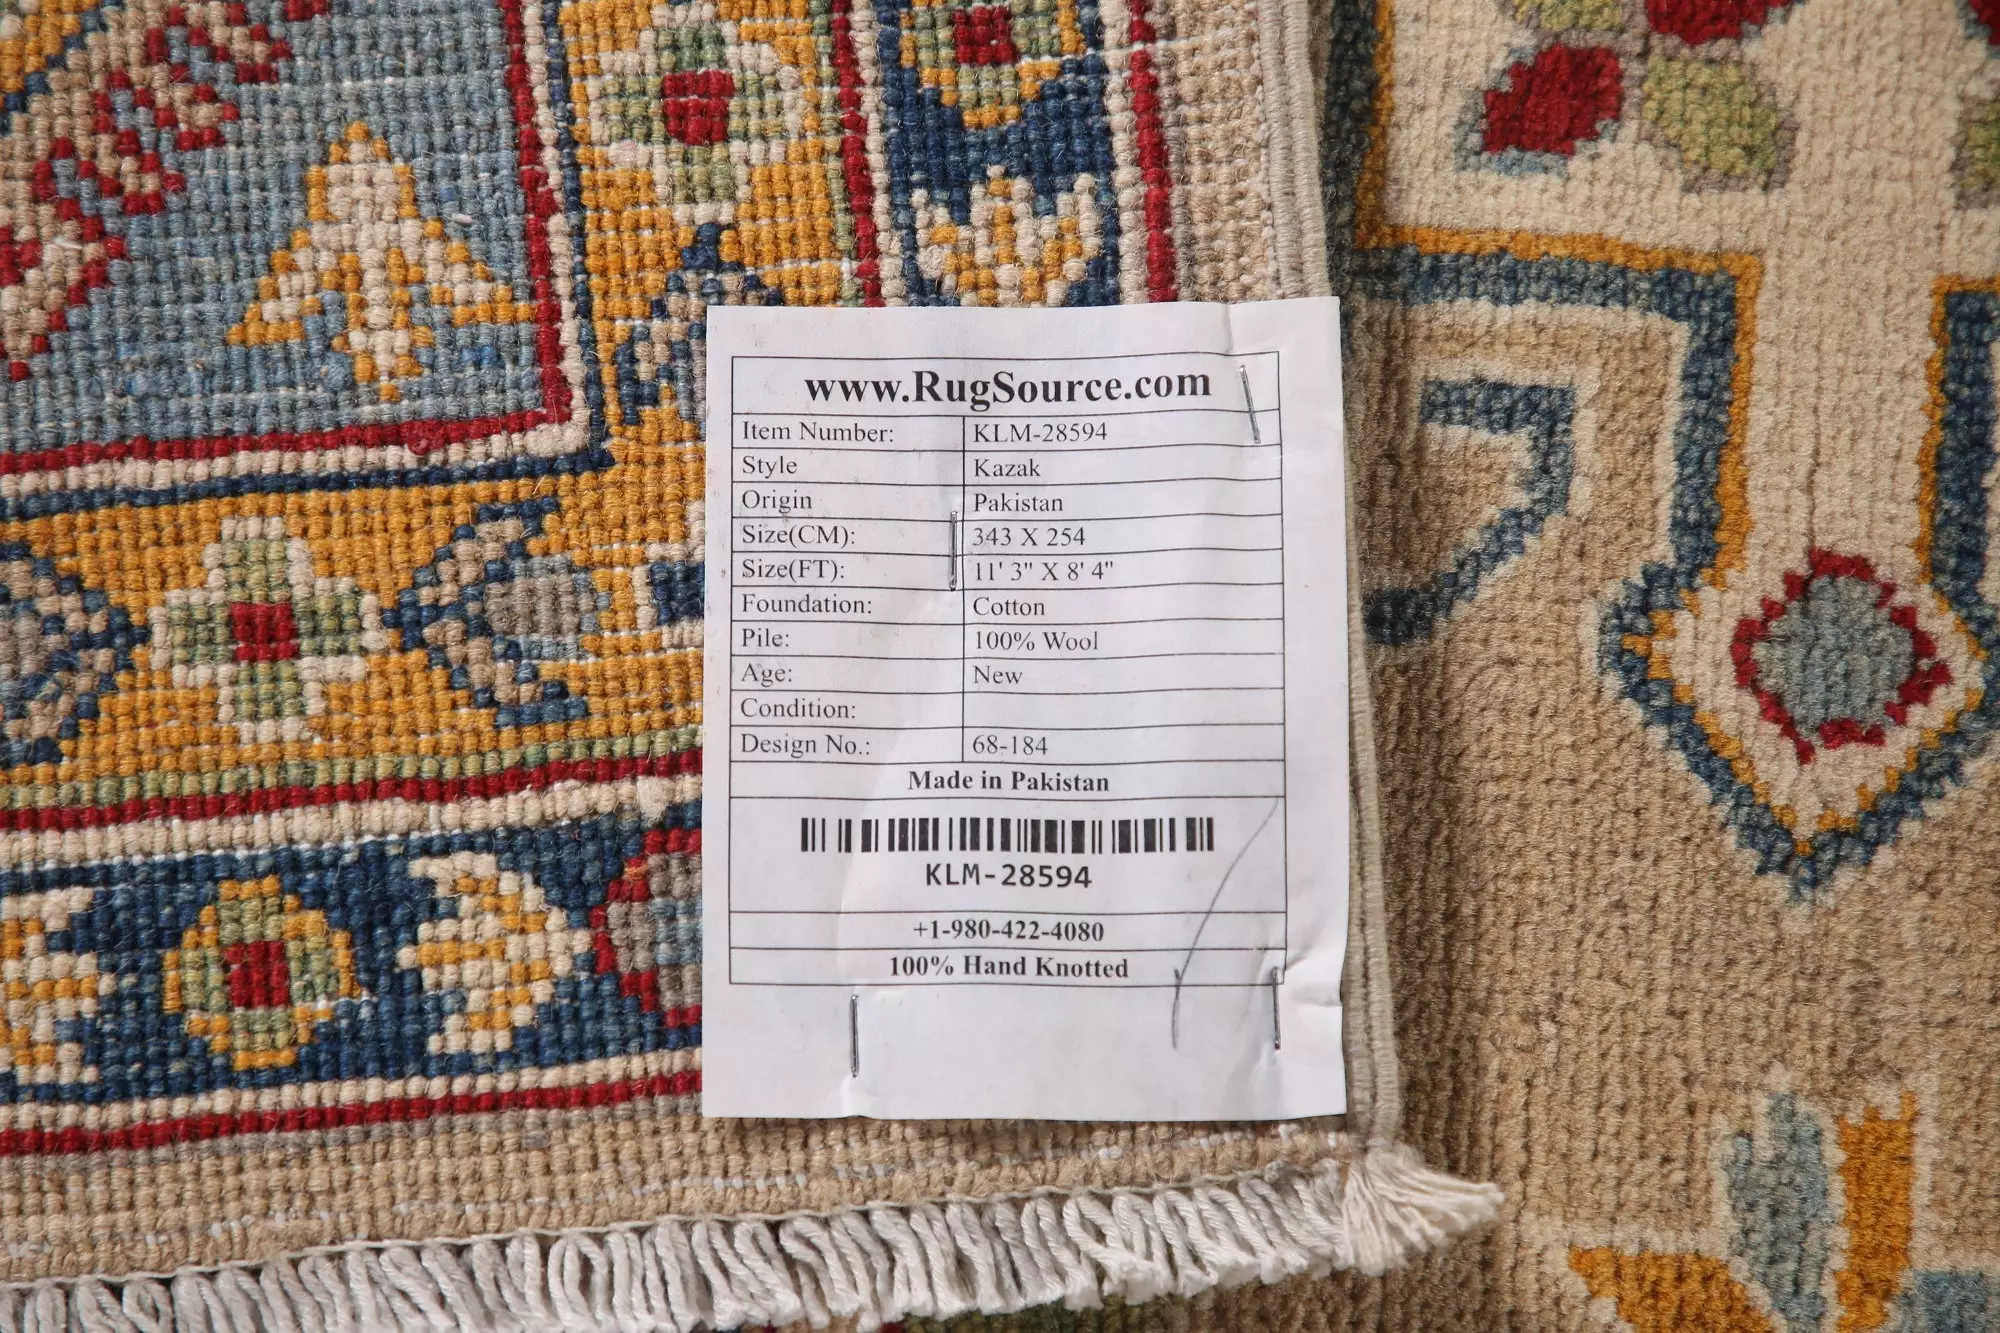 www.RugSource.com
Item Number: KLM-28594
Style Kazak
Origin Pakistan
Size(CM): 343 X 254
Size(FT): 11' 3" X 8' 4"
Foundation: Cotton
Pile: 100% Wool
Age: New
Condition:
Design No.: 68-184
Made in Pakistan
KLM-28594
+1-980-422-4080
100% Hand Knotted